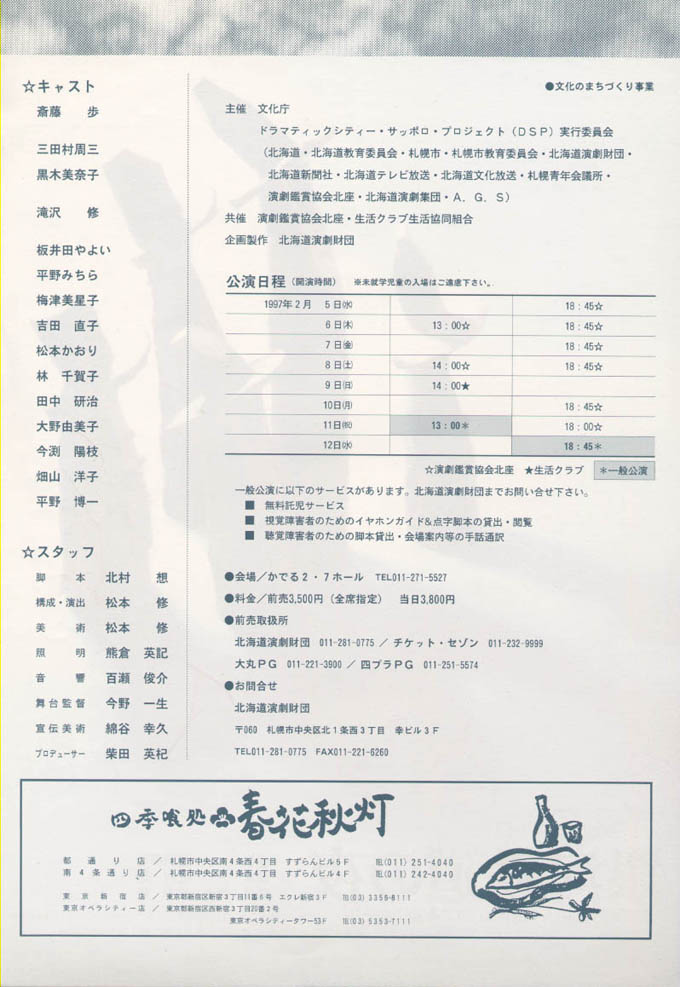 ☆キャスト
斎藤　歩
三田村周三
黒木美奈子
滝沢　修
板井田やよい
平野みちら
梅津美星子
吉田　直子
松本かおり
林　千賀子
田中　研治
大野由美子
今渕　陽枝
畑山　洋子
平野　博一
☆スタッフ
脚本　北村　想
構成・演出　松本　修
美術　松本　修
照明　熊倉　英記
音響　百瀬　俊介
舞台監督　今野　一生
宣伝美術　綿谷　幸久
プロデューサー　柴田　英杞
●文化のまちづくり事業
主催　文化庁
ドラマティックシティー・サッポロ・プロジェクト（DSP）実行委員会
（北海道・北海道教育委員会・札幌市・札幌市教育委員会・北海道演劇財団・
北海道新聞社・北海道テレビ放送・北海道文化放送・札幌青年会議所・
演劇鑑賞協会北座・北海道演劇集団・A．G．S）
共催　演劇鑑賞協会北座・生活クラブ生活協同組合
企画製作　北海道演劇財団
公演日程（開演時間）　※未就学児童の入場はご遠慮下さい。
1997年2月　5日㈬　18：45☆
6日㈭　13：00☆　18：45☆
7日㈮　18：45☆
8日㈯　14：00☆　18：45☆
9日㈰　14：00★
10日㈪　18：45☆
11日㈷　13：00＊　18：00☆
12日㈬　18：45＊
☆演劇鑑賞協会北座　★生活クラブ　＊一般公演
一般公演に以下のサービスがあります。北海道演劇財団までお問い合せ下さい。
■　無料託児サービス
■　視覚障害者のためのイヤホンガイド&点字脚本の貸出・閲覧
■　聴覚障害者のための脚本貸出・会場案内等の手話通訳
●会場／かでる2・7ホール　TEL011-271-5527
●料金／前売3,500円（全席指定）　当日3,800円
●前売取扱所
北海道演劇財団　011-281-0775 ／ チケット・セゾン　011-232-9999
大丸PG　011-221-3900 ／ 四プラPG　011-251-5574
●お問合せ
北海道演劇財団
〒060　札幌市中央区北1条西3丁目　幸ビル3F
TEL011-281-0775　FAX011-221-6260
四季喰処　春花秋灯
都通り店 ／ 札幌市中央区南4条西4丁目　すずらんビル5F　℡(011) 251-4040
南4条通り店 ／ 札幌市中央区南4条西4丁目　すずらんビル4F　℡(011) 242-4040
東京新宿店 ／ 東京都新宿区新宿3丁目11番6号　エクレ新宿3F　℡(03) 3356-8111
東京オペラシティー店 ／ 東京都新宿区西新宿3丁目20番2号
東京オペラシティータワー53F　℡(03) 5353-7111